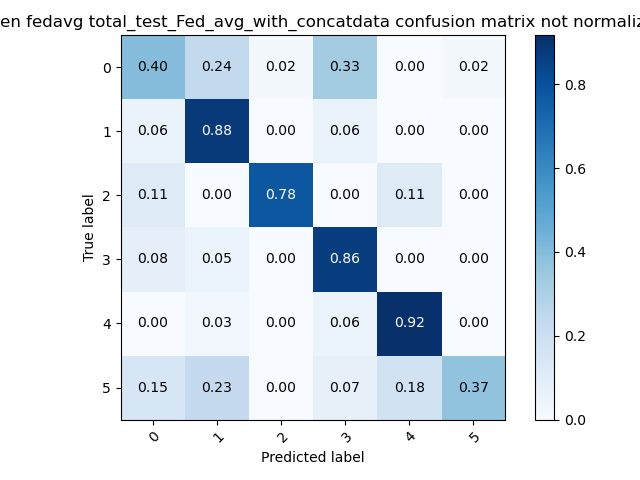 en fedavg total_test_Fed_avg_with_concatdata confusion matrix not normaliz
0 0.40 0.24 0.02 0.33 0.00 0.02
1 0.06 0.88 0.00 0.06 0.00 0.00
2 0.11 0.00 0.78 0.00 0.11 0.00
3 0.08 0.05 0.00 0.86 0.00 0.00
4 0.00 0.03 0.00 0.06 0.92 0.00
5 0.15 0.23 0.00 0.07 0.18 0.37
True label
0 1 2 3 4 5
Predicted label
0.8
0.6
0.4
0.2
0.0